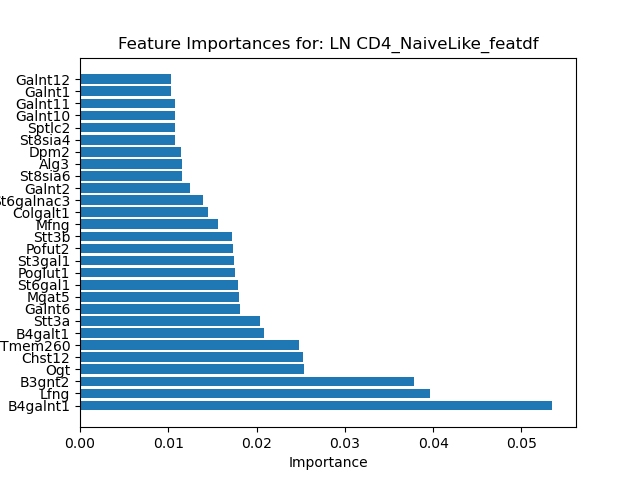 Feature Importances for: LN CD4_NaiveLike_featdf
Galnt12
Galnt1
Galnt11
Galnt10
Sptlc2
St8sia4
Dpm2
Alg3
St8sia6
Galnt2
t6galnac3
Colgalt1
Mfng
Stt3b
Pofut2
St3gal1
Poglut1
St6gal1
Mgat5
Galnt6
Stt3a
B4galt1
Tmem260
Chst12
Ogt
B3gnt2
Lfng
B4galnt1
0.00 0.01 0.02 0.03 0.04 0.05
Importance